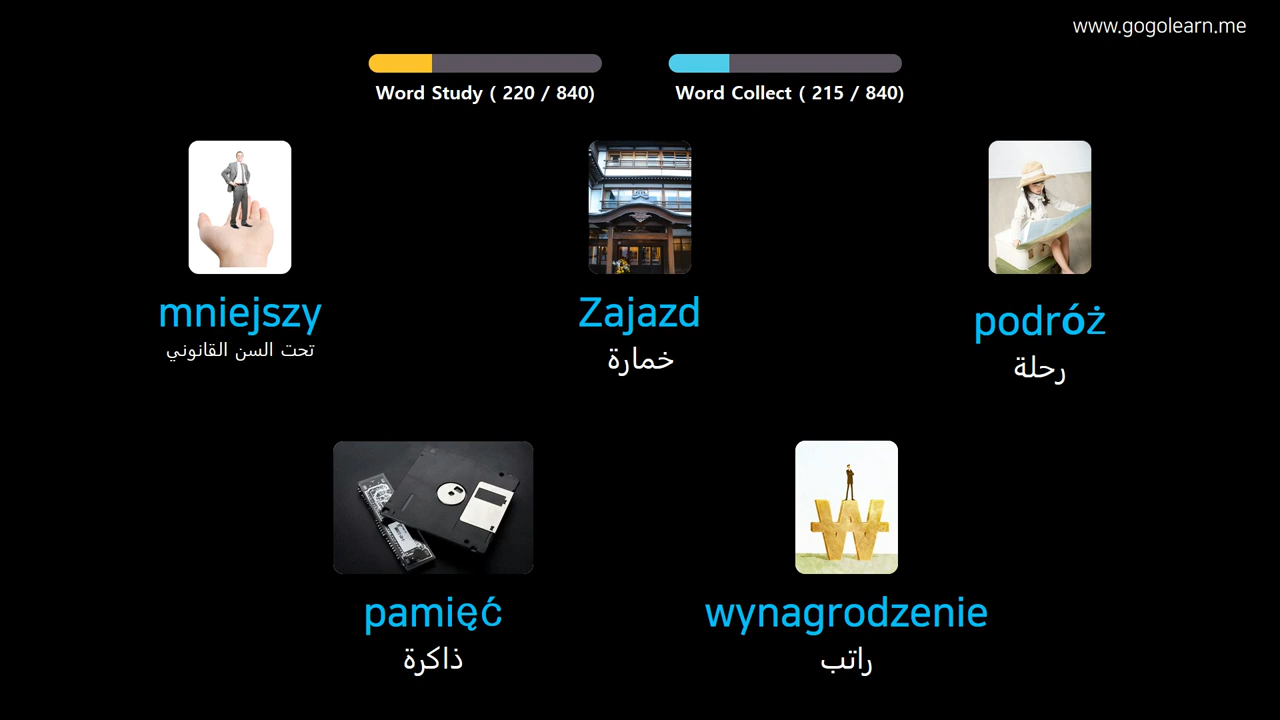 www.gogolearn.me
Word Study ( 220 / 840)
Word Collect ( 215 / 840)
mniejszy
تحت السن القانوني
Zajazd
خمارة
podróż
رحلة
pamięć
ذاكرة
wynagrodzenie
راتب